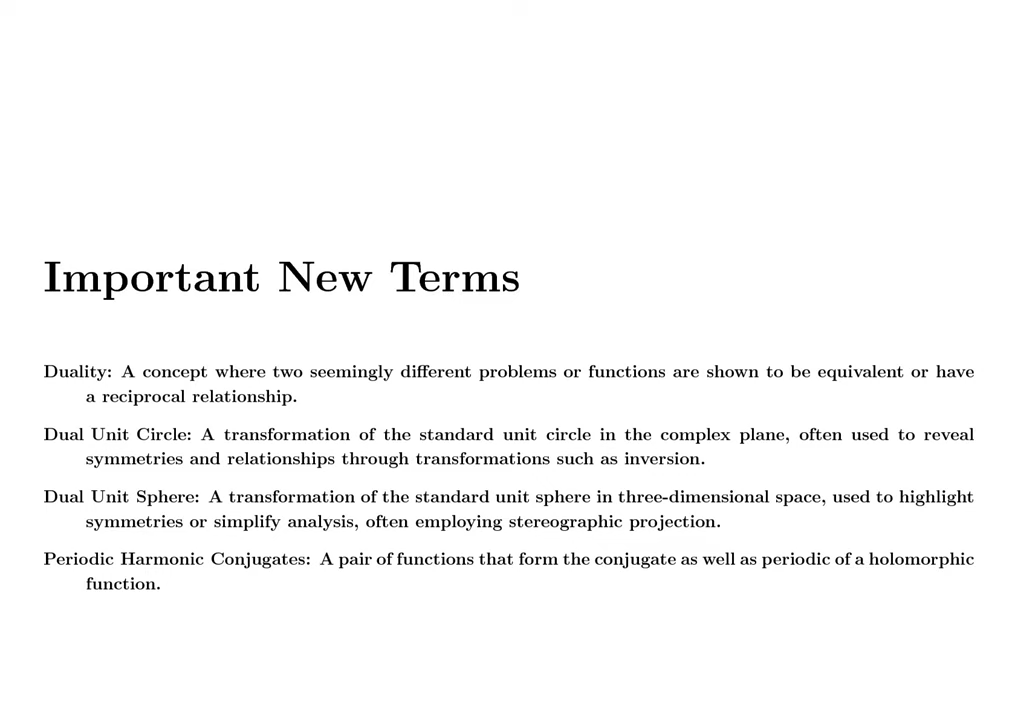 Important New Terms
Duality: A concept where two seemingly different problems or functions are shown to be equivalent or have
a reciprocal relationship.
Dual Unit Circle: A transformation of the standard unit circle in the complex plane, often used to reveal
symmetries and relationships through transformations such as inversion.
Dual Unit Sphere: A transformation of the standard unit sphere in three-dimensional space, used to highlight
symmetries or simplify analysis, often employing stereographic projection.
Periodic Harmonic Conjugates: A pair of functions that form the conjugate as well as periodic of a holomorphic
function.